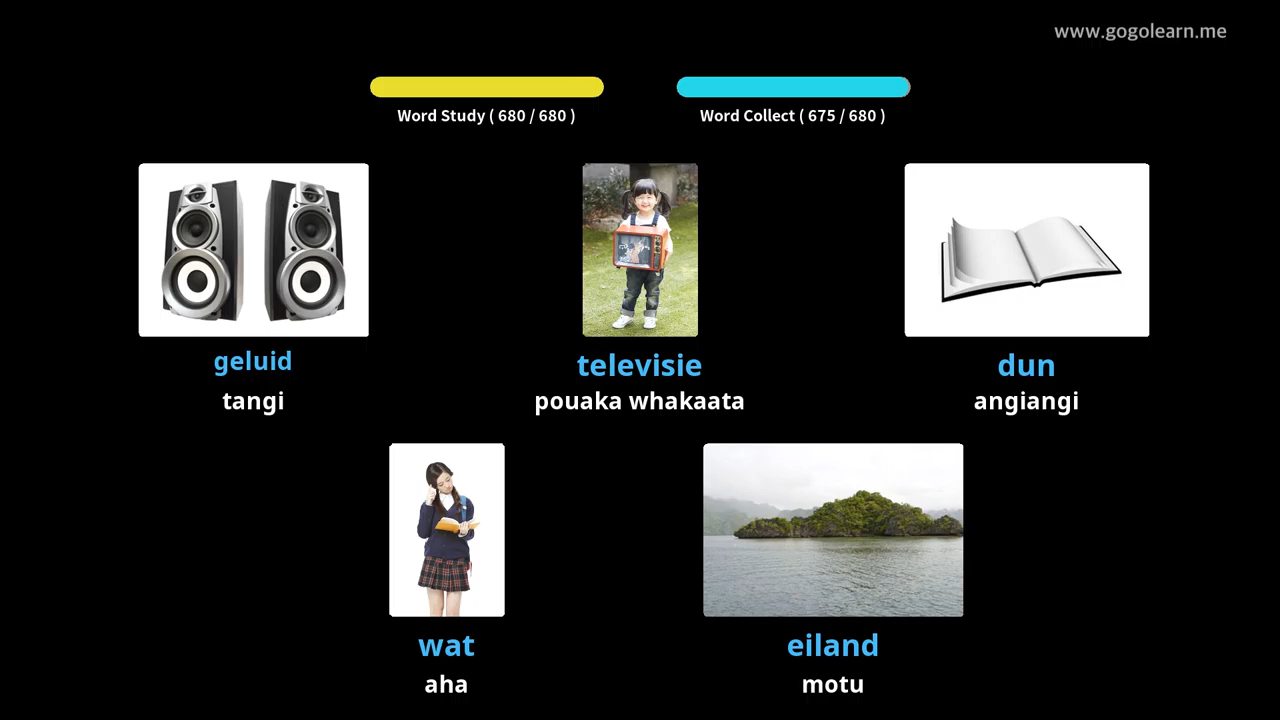 www.gogolearn.me
Word Study ( 680 / 680 )
Word Collect ( 675 / 680 )
geluid
tangi
televisie
pouaka whakaata
dun
angiangi
wat
aha
eiland
motu